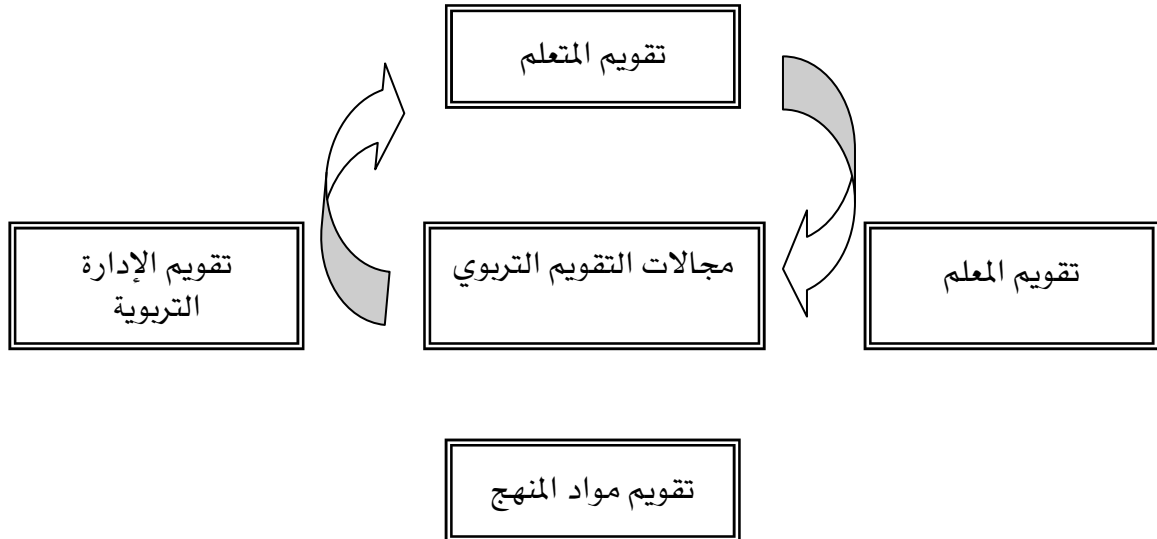 تقويم المتعلم
تقويم المعلم
مجالات التقويم التربوي
تقويم الإدارة
التربوية
تقويم مواد المنهج